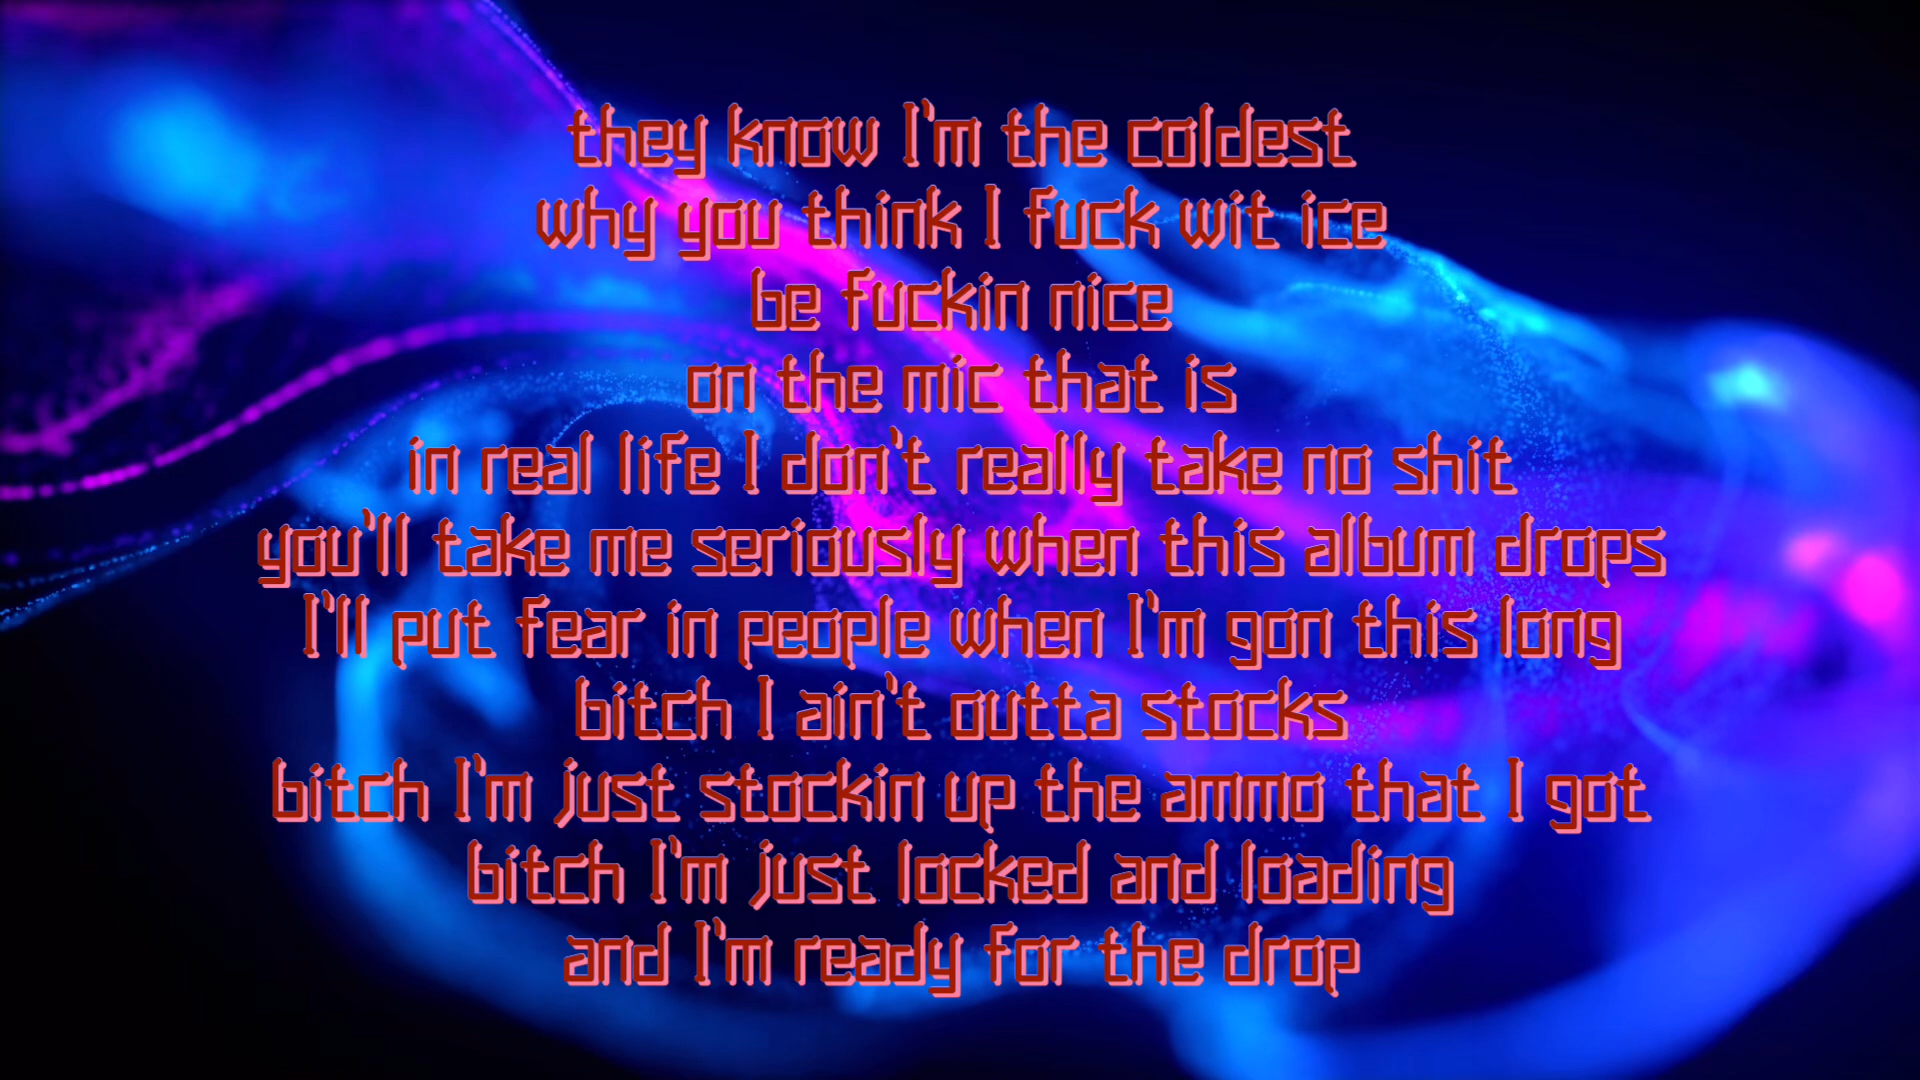 they know I'm the coldest
why you think I fuck wit ice
be fuckin nice
on the mic that is
in real life I don't really take no shit
you'll take me seriously when this album drops
I'll put fear in people when I'm gon this long
bitch I ain't outta stocks
bitch I'm just stockin up the ammo that I got
bitch I'm just locked and loading
and I'm ready for the drop